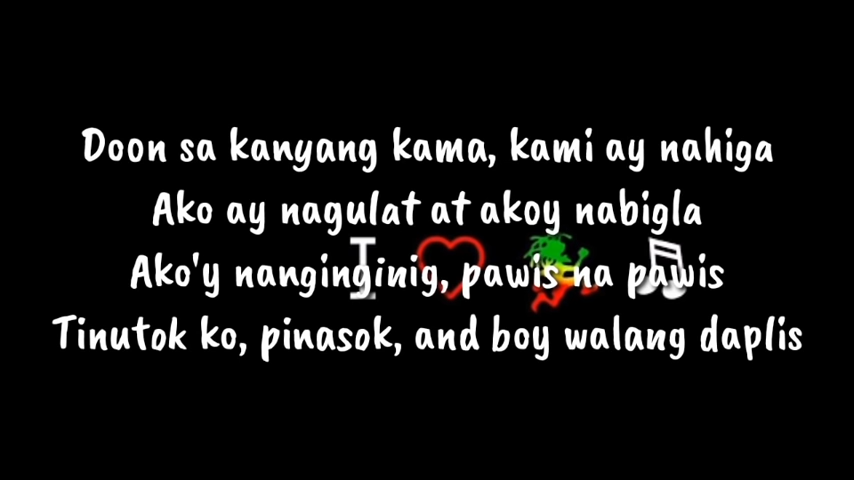 Doon sa kanyang kama, kami ay nahiga
Ako ay nagulat at akoy nabigla
Ako'y nanginginig, pawis na pawis
Tinutok ko, pinasok, and boy walang daplis
I